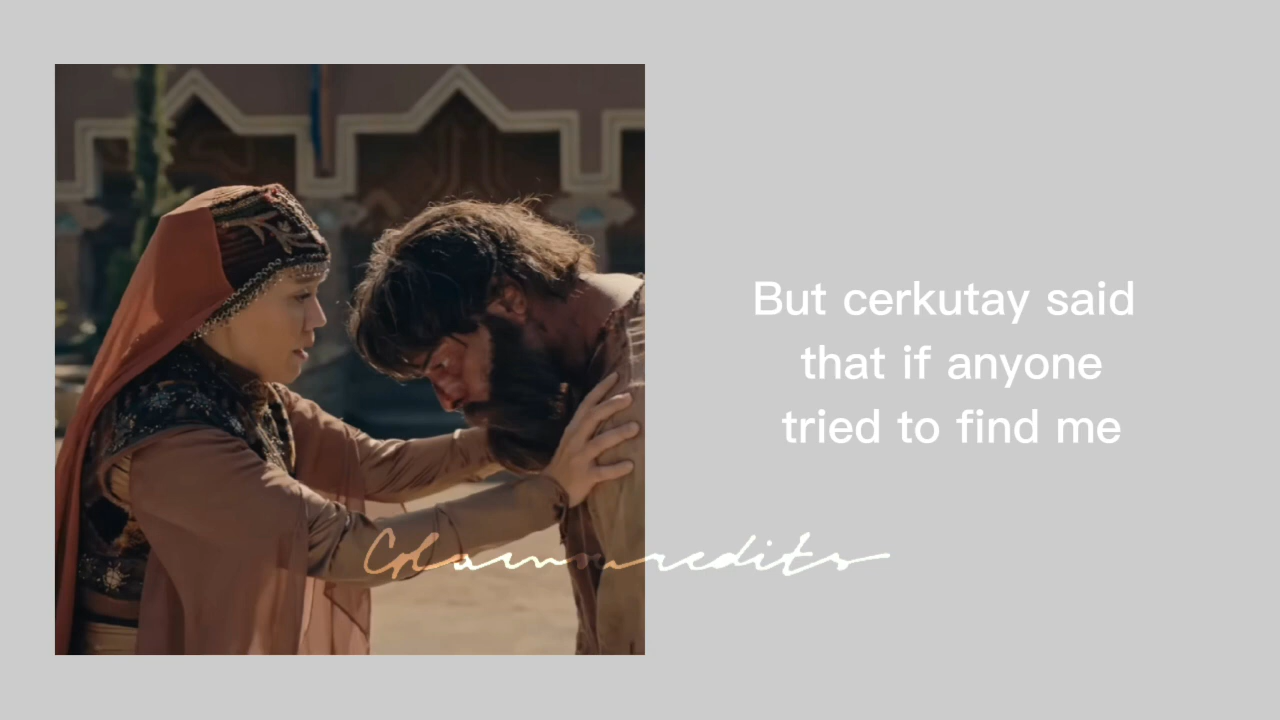 But cerkutay said
that if anyone
tried to find me